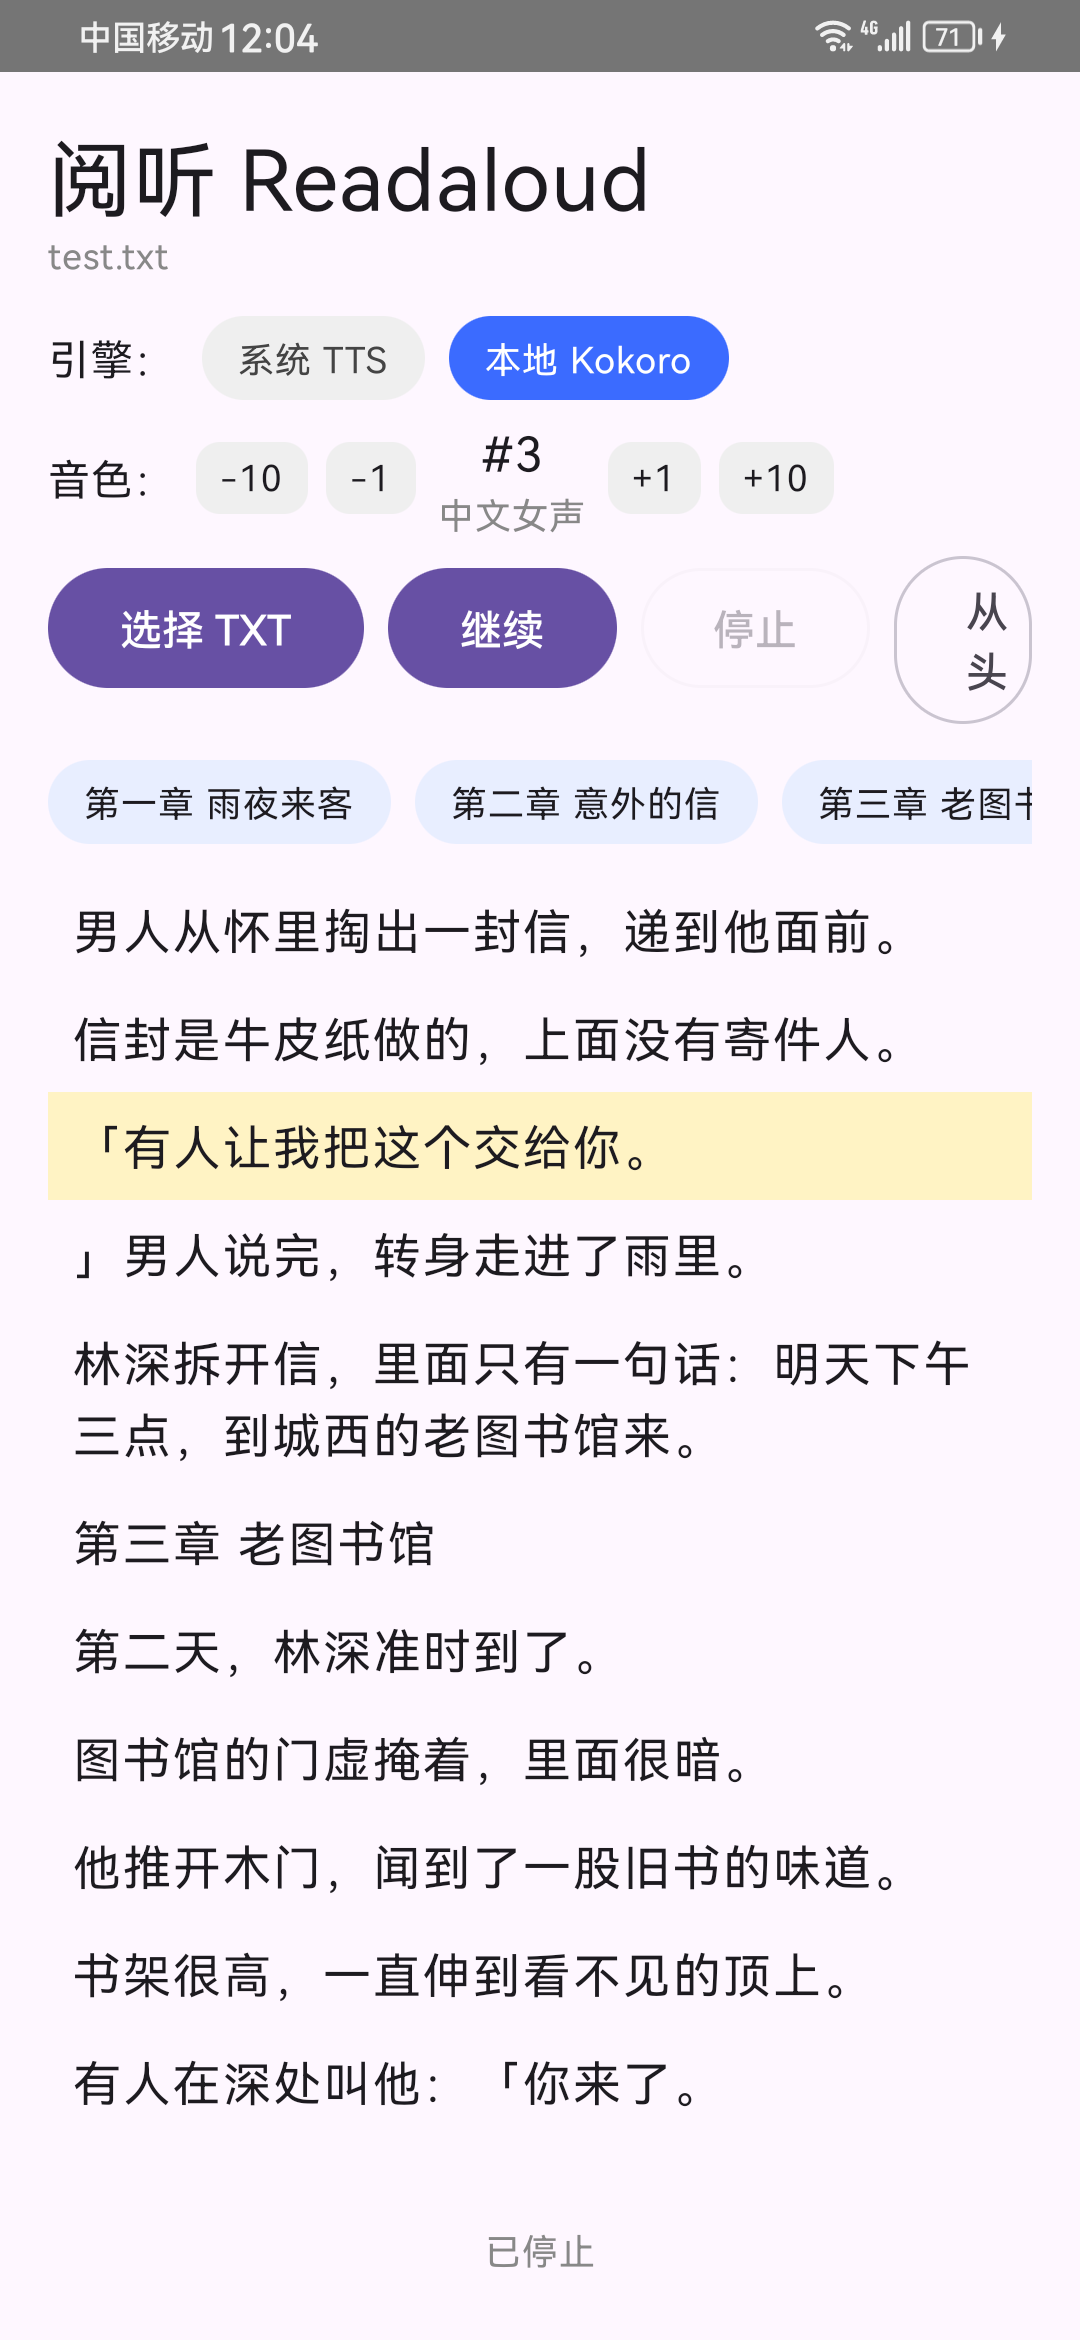 中国移动 12:04
4G 71
阅听 Readaloud
test.txt
引擎： 系统 TTS 本地 Kokoro
音色： -10 -1 #3 +1 +10
中文女声
选择 TXT 继续 停止 从头
第一章 雨夜来客 第二章 意外的信 第三章 老图书
男人从怀里掏出一封信，递到他面前。
信封是牛皮纸做的，上面没有寄件人。
「有人让我把这个交给你。
」男人说完，转身走进了雨里。
林深拆开信，里面只有一句话：明天下午
三点，到城西的老图书馆来。
第三章 老图书馆
第二天，林深准时到了。
图书馆的门虚掩着，里面很暗。
他推开木门，闻到了一股旧书的味道。
书架很高，一直伸到看不见的顶上。
有人在深处叫他：「你来了。
已停止